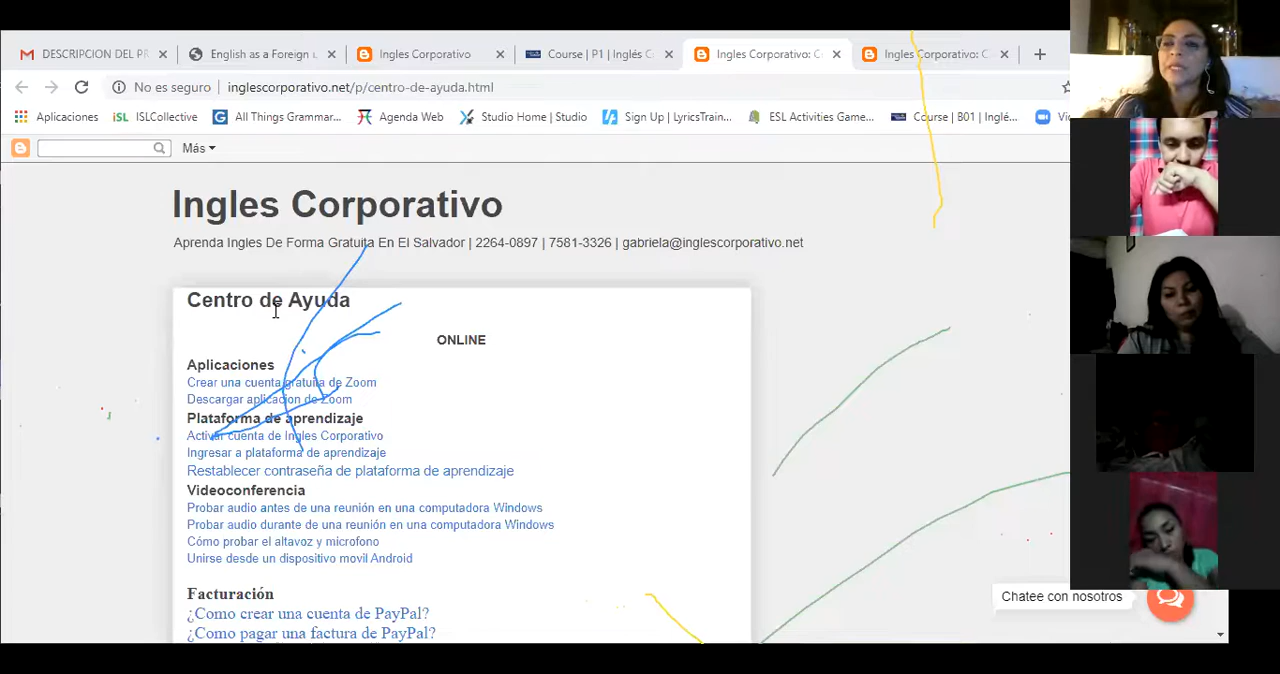 DESCRIPCION DEL PR
English as a Foreign
Ingles Corporativo
Course | P1 | Inglés C
Ingles Corporativo: C
Ingles Corporativo: C
No es seguro | inglescorporativo.net/p/centro-de-ayuda.html
Aplicaciones iSL ISLCollective All Things Grammar... Agenda Web Studio Home | Studio Sign Up | LyricsTrain... ESL Activities Game... Course | B01 | Inglé...
Más
Ingles Corporativo
Aprenda Ingles De Forma Gratuita En El Salvador | 2264-0897 | 7581-3326 | gabriela@inglescorporativo.net
Centro de Ayuda
ONLINE
Aplicaciones
Crear una cuenta gratuita de Zoom
Descargar aplicacion de Zoom
Plataforma de aprendizaje
Activar cuenta de Ingles Corporativo
Ingresar a plataforma de aprendizaje
Restablecer contraseña de plataforma de aprendizaje
Videoconferencia
Probar audio antes de una reunión en una computadora Windows
Probar audio durante de una reunión en una computadora Windows
Cómo probar el altavoz y microfono
Unirse desde un dispositivo movil Android
Facturación
¿Como crear una cuenta de PayPal?
¿Como pagar una factura de PayPal?
Chatee con nosotros